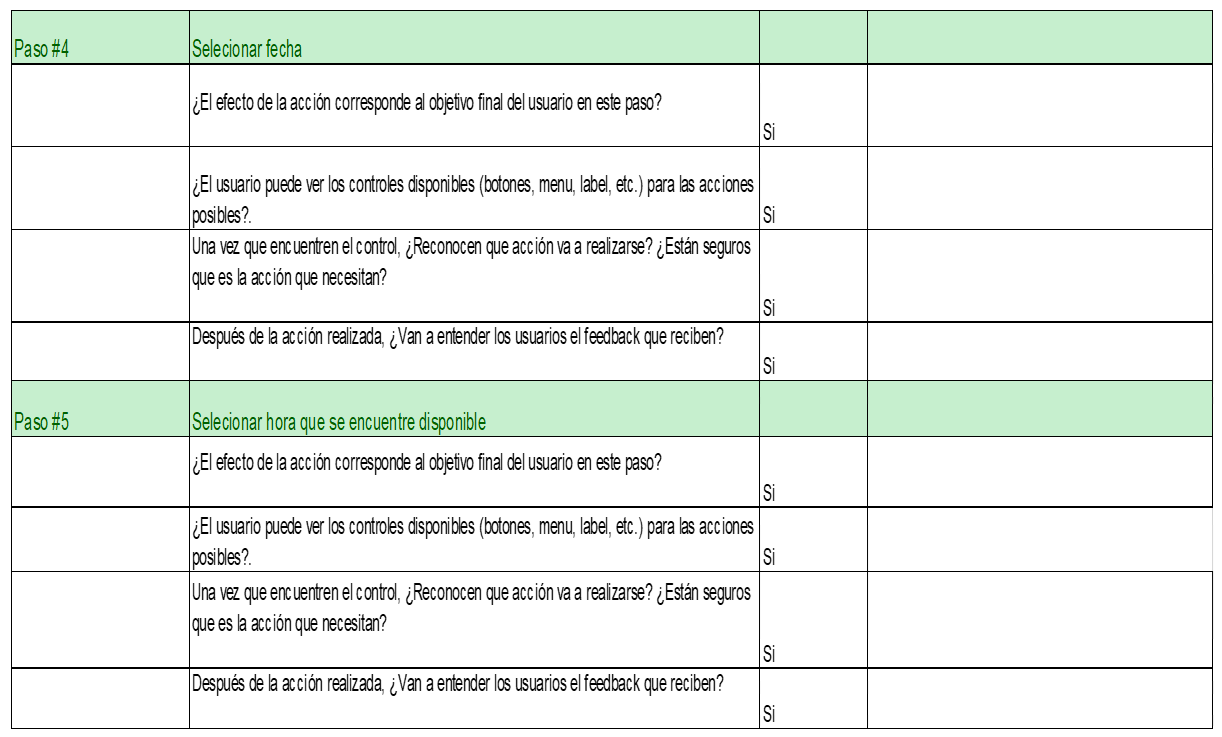 Paso #4 Selecionar fecha
¿El efecto de la acción corresponde al objetivo final del usuario en este paso?
Si
¿El usuario puede ver los controles disponibles (botones, menu, label, etc.) para las acciones
posibles?.
Si
Una vez que encuentren el control, ¿Reconocen que acción va a realizarse? ¿Están seguros
que es la acción que necesitan?
Si
Después de la acción realizada, ¿Van a entender los usuarios el feedback que reciben?
Si
Paso #5 Selecionar hora que se encuentre disponible
¿El efecto de la acción corresponde al objetivo final del usuario en este paso?
Si
¿El usuario puede ver los controles disponibles (botones, menu, label, etc.) para las acciones
posibles?.
Si
Una vez que encuentren el control, ¿Reconocen que acción va a realizarse? ¿Están seguros
que es la acción que necesitan?
Si
Después de la acción realizada, ¿Van a entender los usuarios el feedback que reciben?
Si